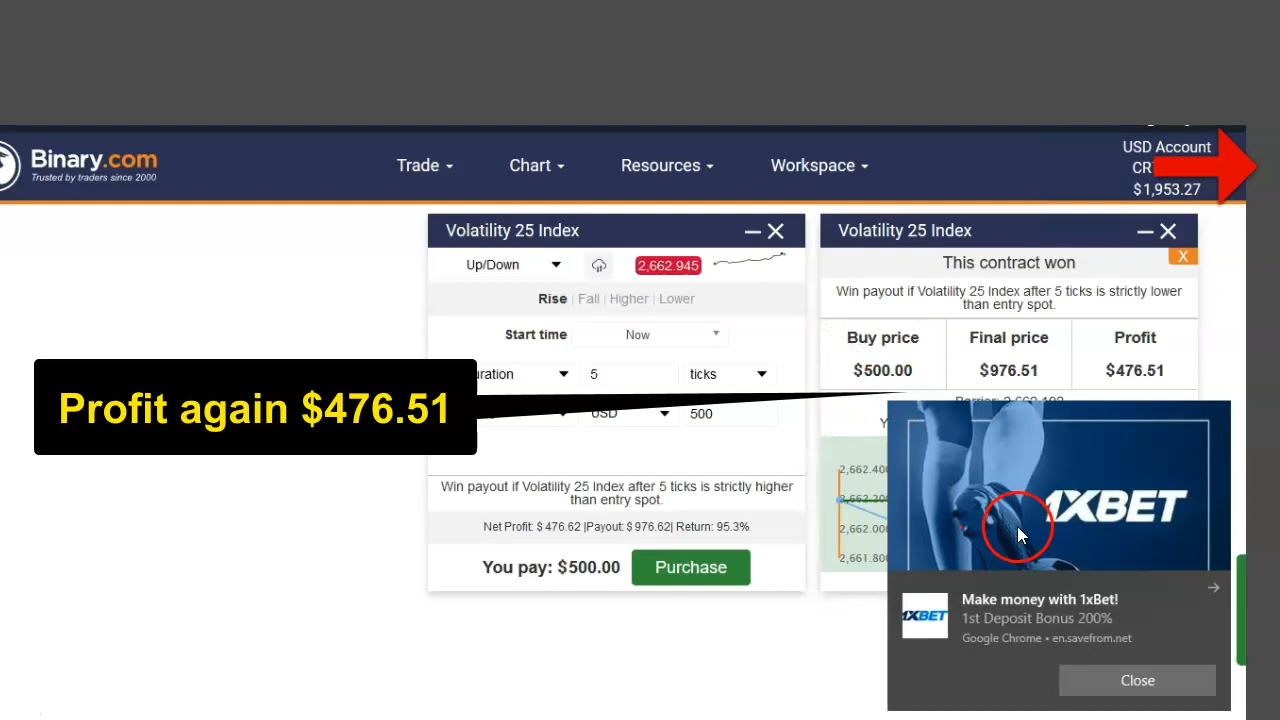 Binary.com
Trusted by traders since 2000
Trade
Chart
Resources
Workspace
USD Account
CR
$1,953.27
Volatility 25 Index
Up/Down
2,662.945
Rise | Fall | Higher | Lower
Start time Now
uration 5 ticks
USD 500
Win payout if Volatility 25 Index after 5 ticks is strictly higher
than entry spot.
Net Profit: $ 476.62 |Payout: $ 976.62| Return: 95.3%
You pay: $500.00 Purchase
Volatility 25 Index
X
This contract won
Win payout if Volatility 25 Index after 5 ticks is strictly lower
than entry spot.
Buy price Final price Profit
$500.00 $976.51 $476.51
2,662.400
2,662.200
2,662.000
2,661.800
Profit again $476.51
1XBET
1XBET
Make money with 1xBet!
1st Deposit Bonus 200%
Google Chrome • en.savefrom.net
Close